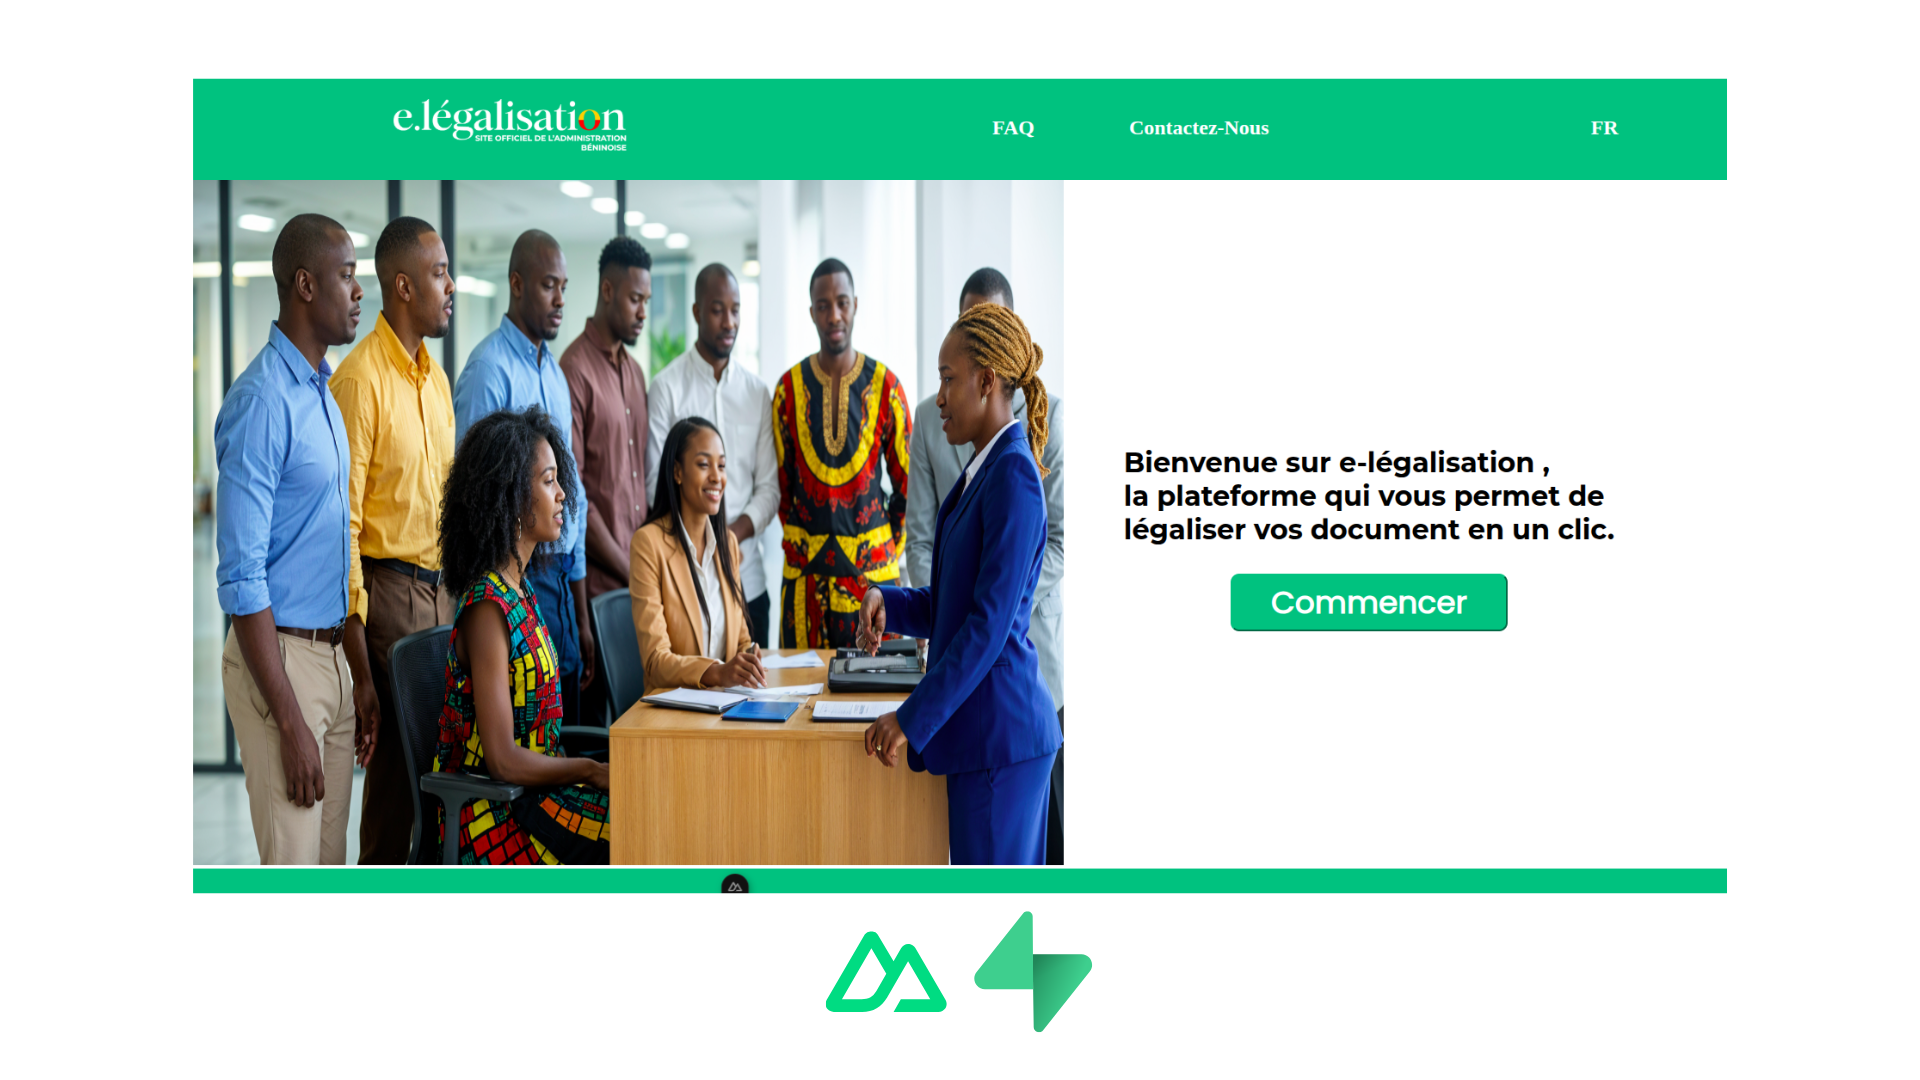 e.légalisation
SITE OFFICIEL DE L'ADMINISTRATION
BÉNINOISE
FAQ
Contactez-Nous
FR
Bienvenue sur e-légalisation ,
la plateforme qui vous permet de
légaliser vos document en un clic.
Commencer